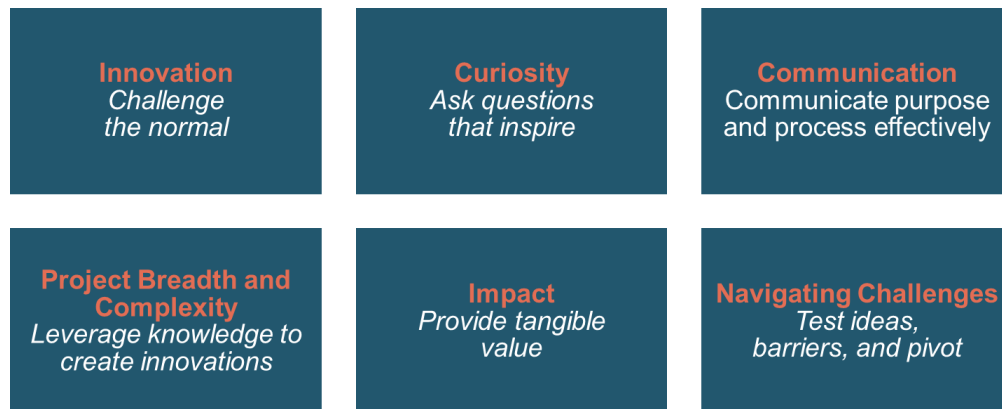 Innovation
Challenge
the normal
Curiosity
Ask questions
that inspire
Communication
Communicate purpose
and process effectively
Project Breadth and
Complexity
Leverage knowledge to
create innovations
Impact
Provide tangible
value
Navigating Challenges
Test ideas,
barriers, and pivot